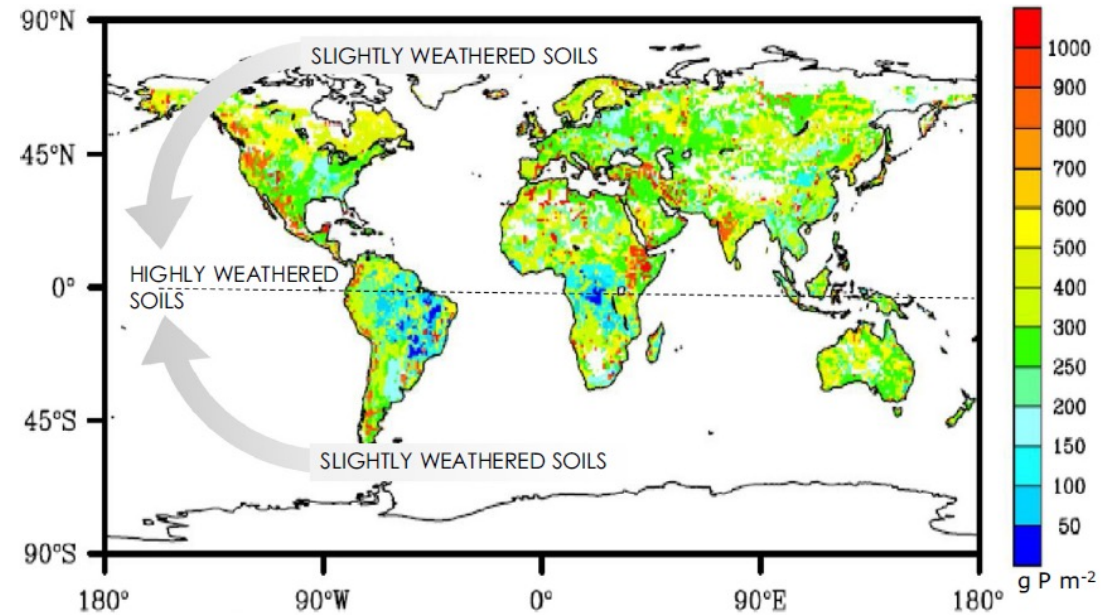 90°N
SLIGHTLY WEATHERED SOILS
45°N
HIGHLY WEATHERED
SOILS
0°
45°S
SLIGHTLY WEATHERED SOILS
90°S
180°
90°W
0°
90°E
180°
1000
900
800
700
600
500
400
300
250
200
150
100
50
g P m-2